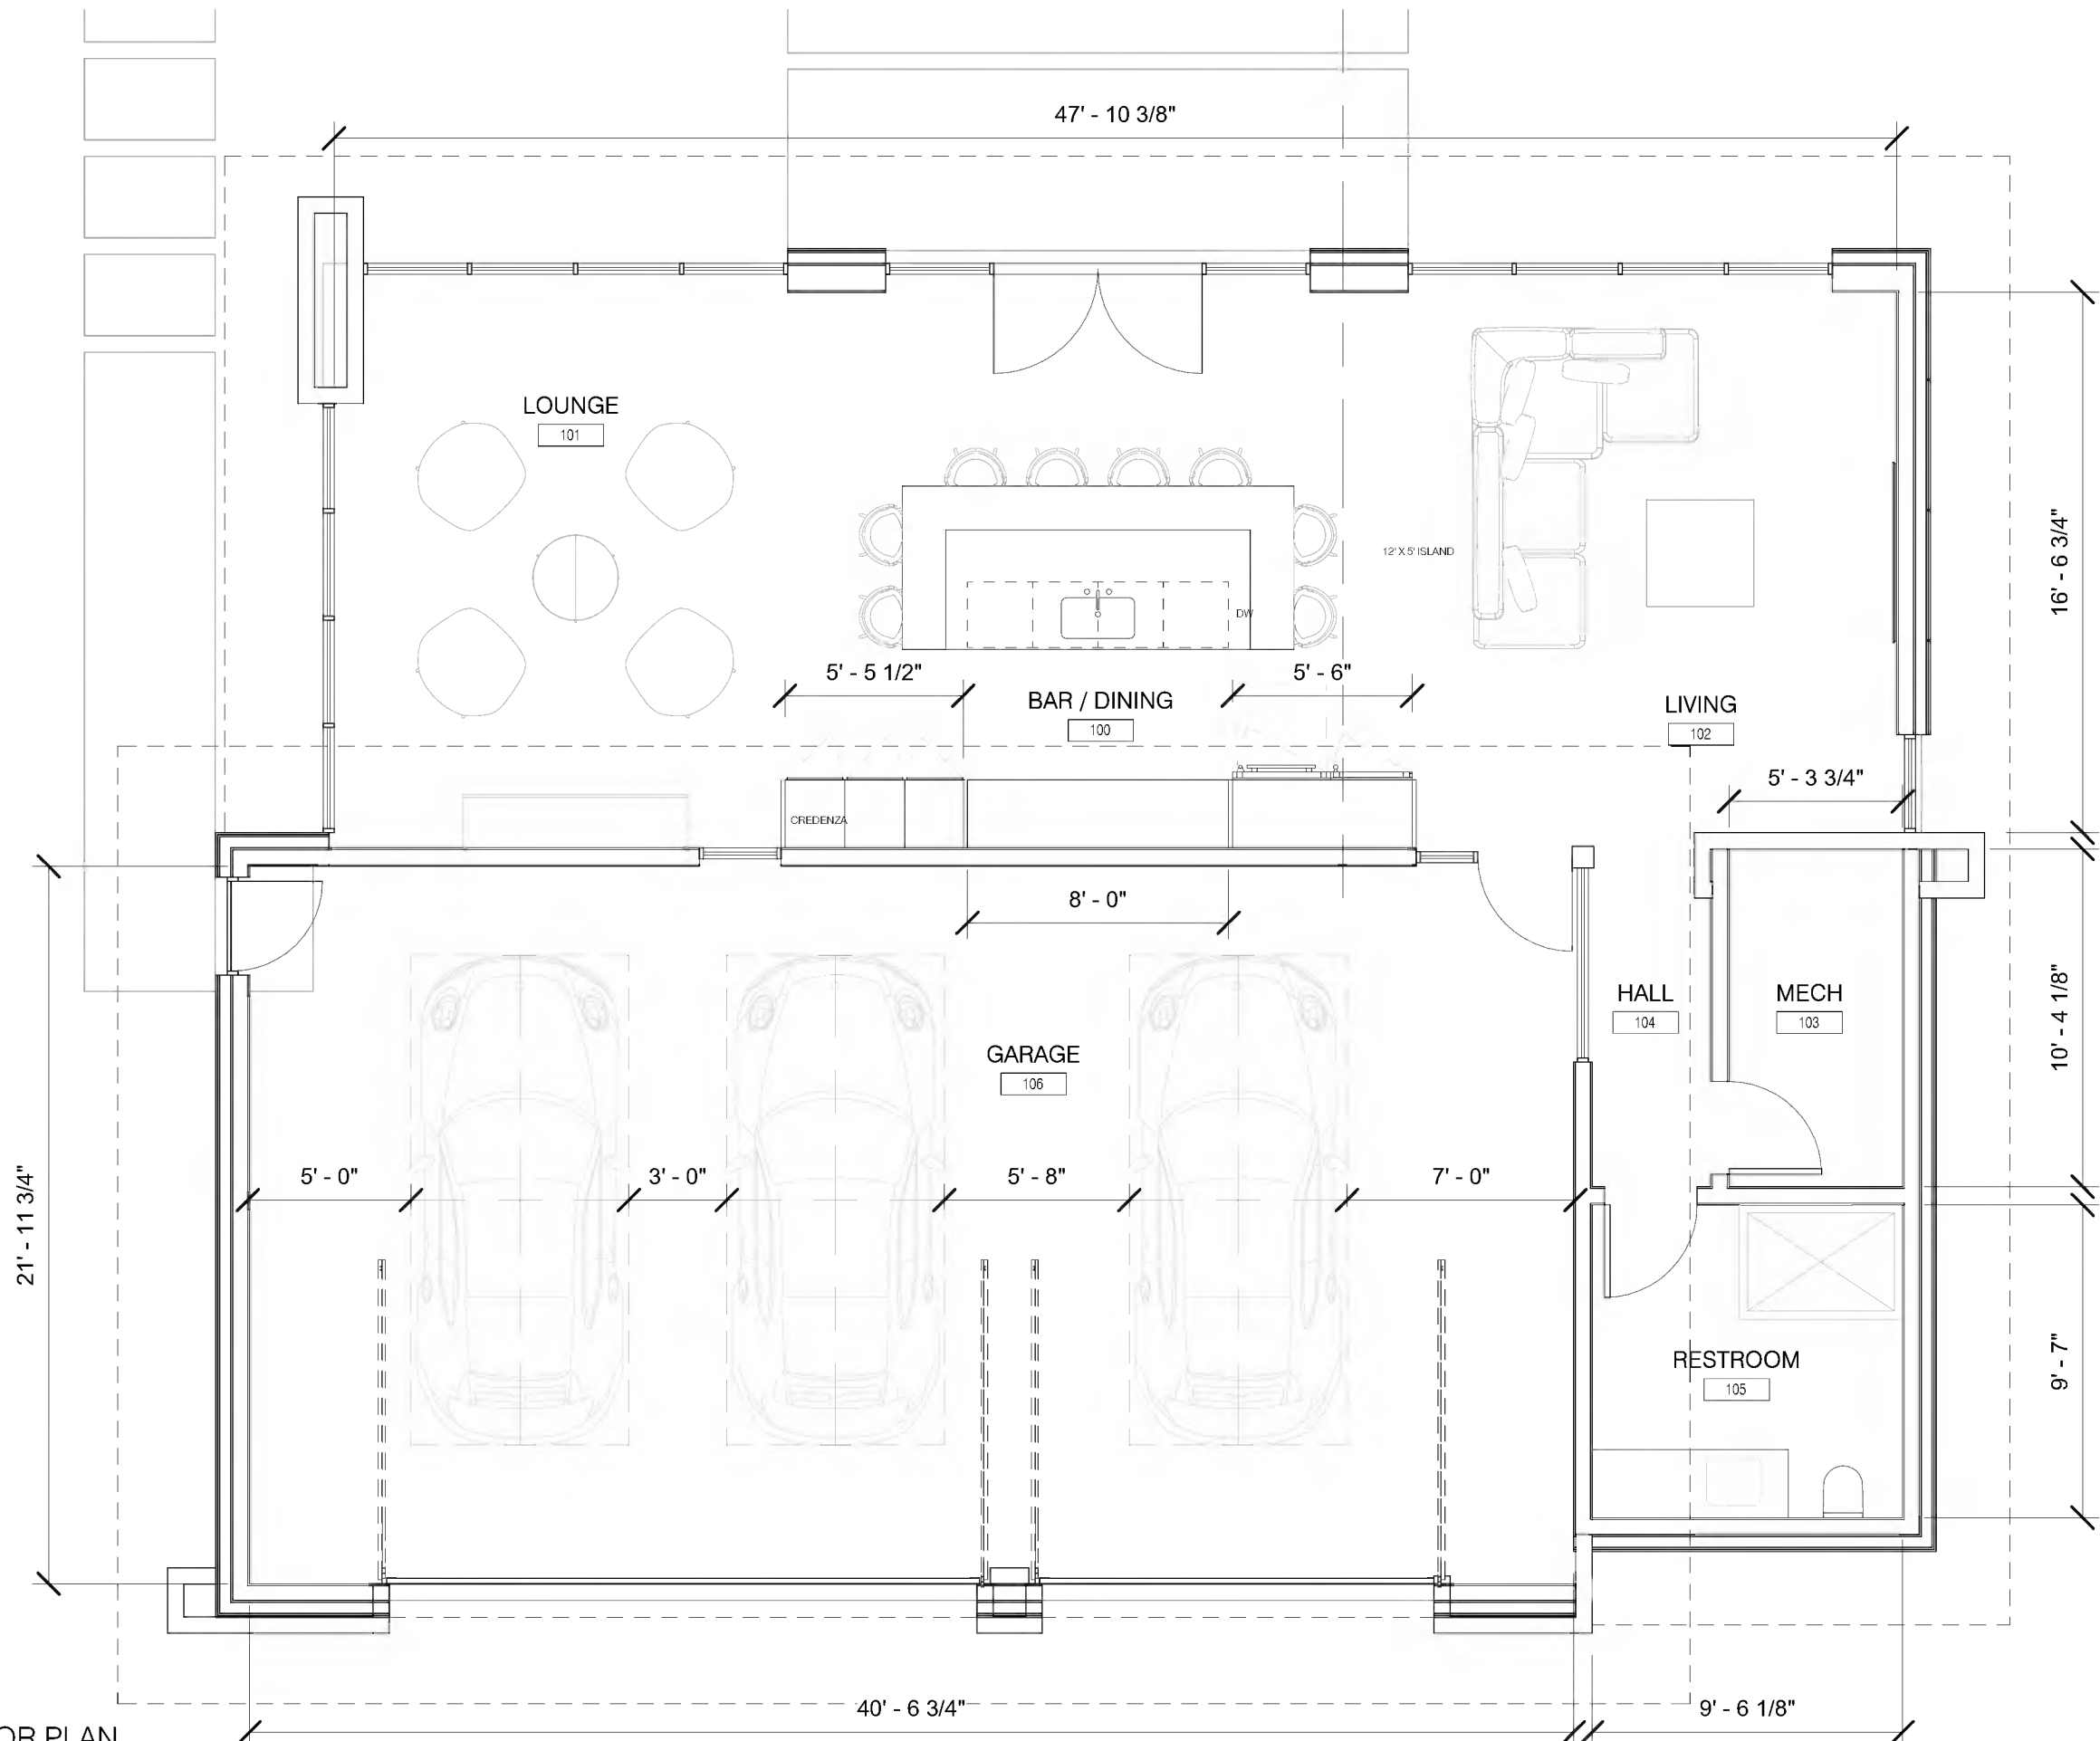 47' - 10 3/8"
LOUNGE
101
12' X 5' ISLAND
16' - 6 3/4"
DW
5' - 5 1/2"
BAR / DINING
100
5' - 6"
LIVING
102
5' - 3 3/4"
CREDENZA
8' - 0"
HALL
104
MECH
103
10' - 4 1/8"
GARAGE
106
5' - 0"
3' - 0"
5' - 8"
7' - 0"
21' - 11 3/4"
RESTROOM
105
9' - 7"
40' - 6 3/4"
9' - 6 1/8"
OR PLAN